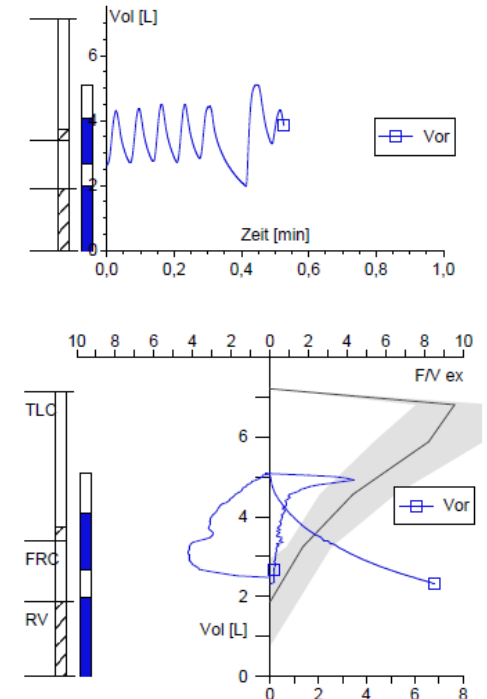 Vol [L]
6
4
2
0
Vor
Zeit [min]
0,0 0,2 0,4 0,6 0,8 1,0
10 8 6 4 2 0 2 4 6 8 10
F/V ex
TLC
6
Vor
4
FRC
2
RV
Vol [L]
0
0 2 4 6 8